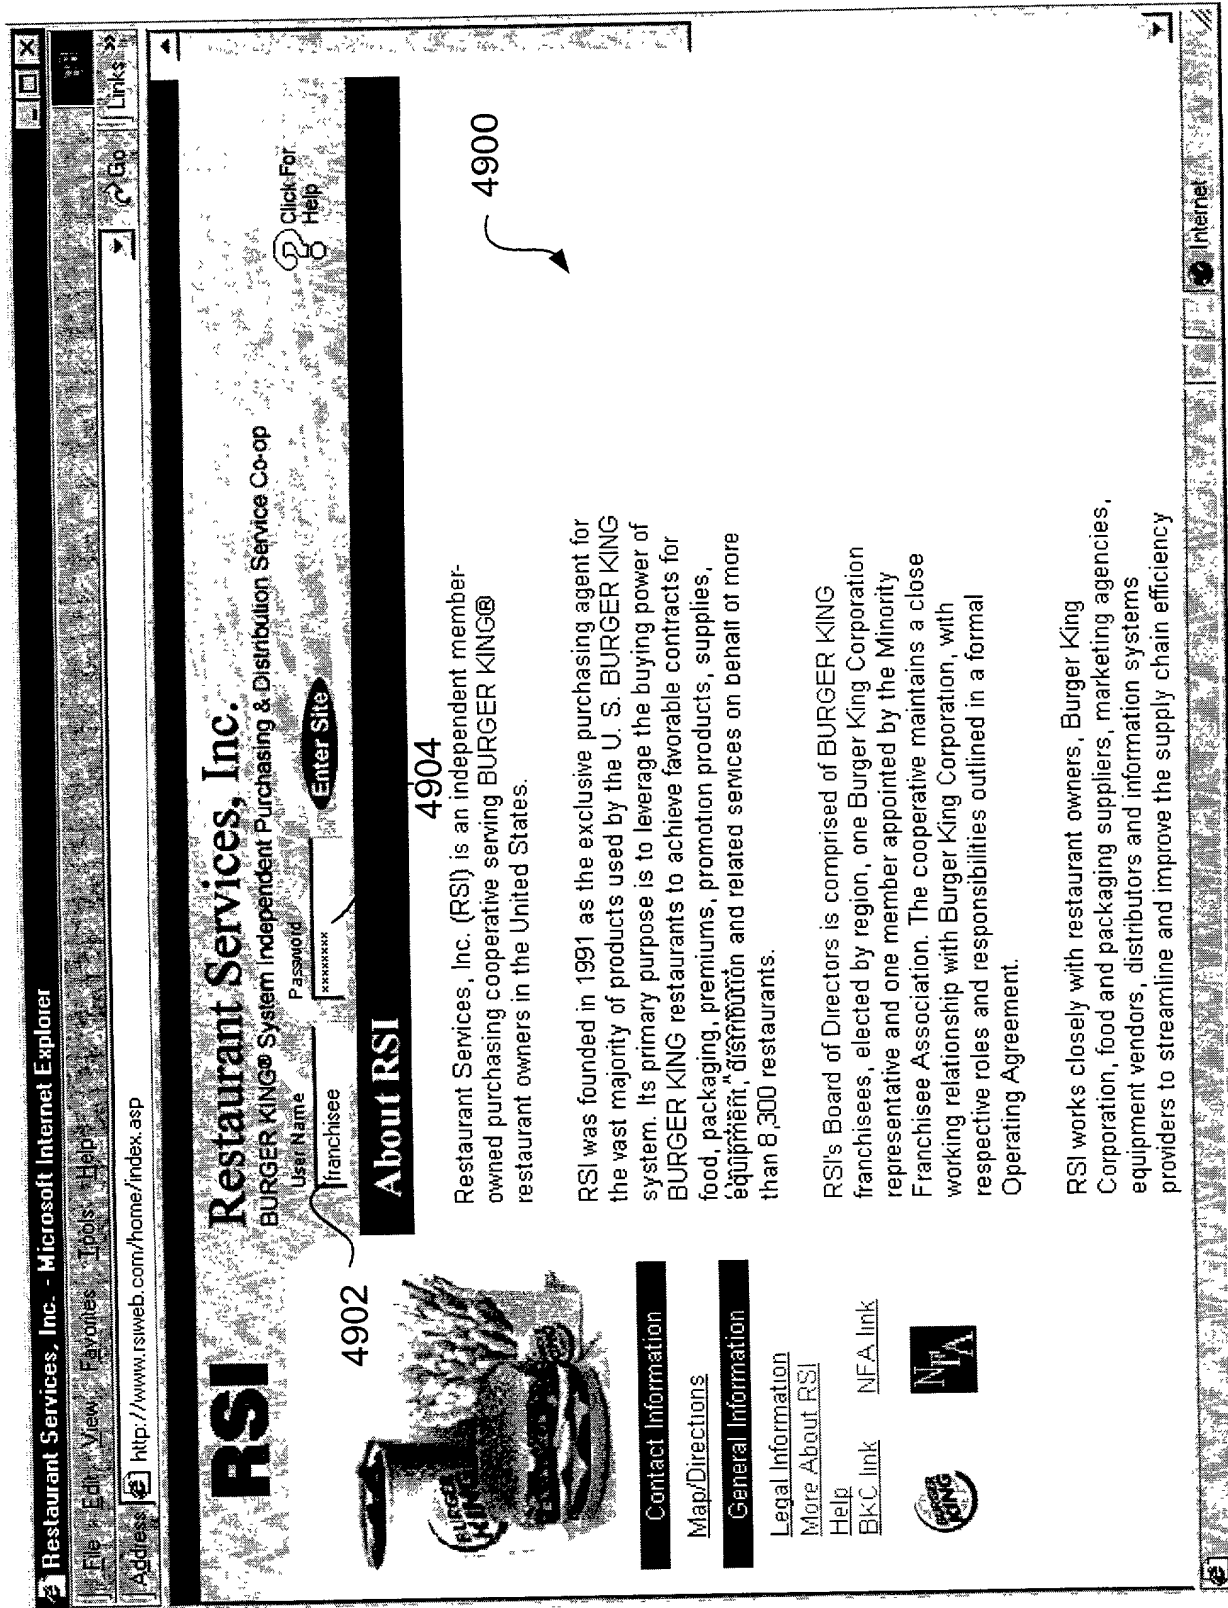 Restaurant Services, Inc. - Microsoft Internet Explorer
File Edit View Favorites Tools Help
Address http://www.rsiweb.com/home/index.asp Go Links »
RSI
Restaurant Services, Inc.
BURGER KING® System Independent Purchasing & Distribution Service Co-op
User Name Password
franchisee xxxxxxxxx Enter Site
Click For
Help
4902
4904
4900
About RSI
Restaurant Services, Inc. (RSI) is an independent member-
owned purchasing cooperative serving BURGER KING®
restaurant owners in the United States.
RSI was founded in 1991 as the exclusive purchasing agent for
the vast majority of products used by the U. S. BURGER KING
system. Its primary purpose is to leverage the buying power of
BURGER KING restaurants to achieve favorable contracts for
food, packaging, premiums, promotion products, supplies,
equipment, distribution and related services on behalf of more
than 8,300 restaurants.
RSI's Board of Directors is comprised of BURGER KING
franchisees, elected by region, one Burger King Corporation
representative and one member appointed by the Minority
Franchisee Association. The cooperative maintains a close
working relationship with Burger King Corporation, with
respective roles and responsibilities outlined in a formal
Operating Agreement.
RSI works closely with restaurant owners, Burger King
Corporation, food and packaging suppliers, marketing agencies,
equipment vendors, distributors and information systems
providers to streamline and improve the supply chain efficiency
BURGER
KING
Contact Information
Map/Directions
General Information
Legal Information
More About RSI
Help
BKC link NFA link
BURGER
KING
NFA
Internet